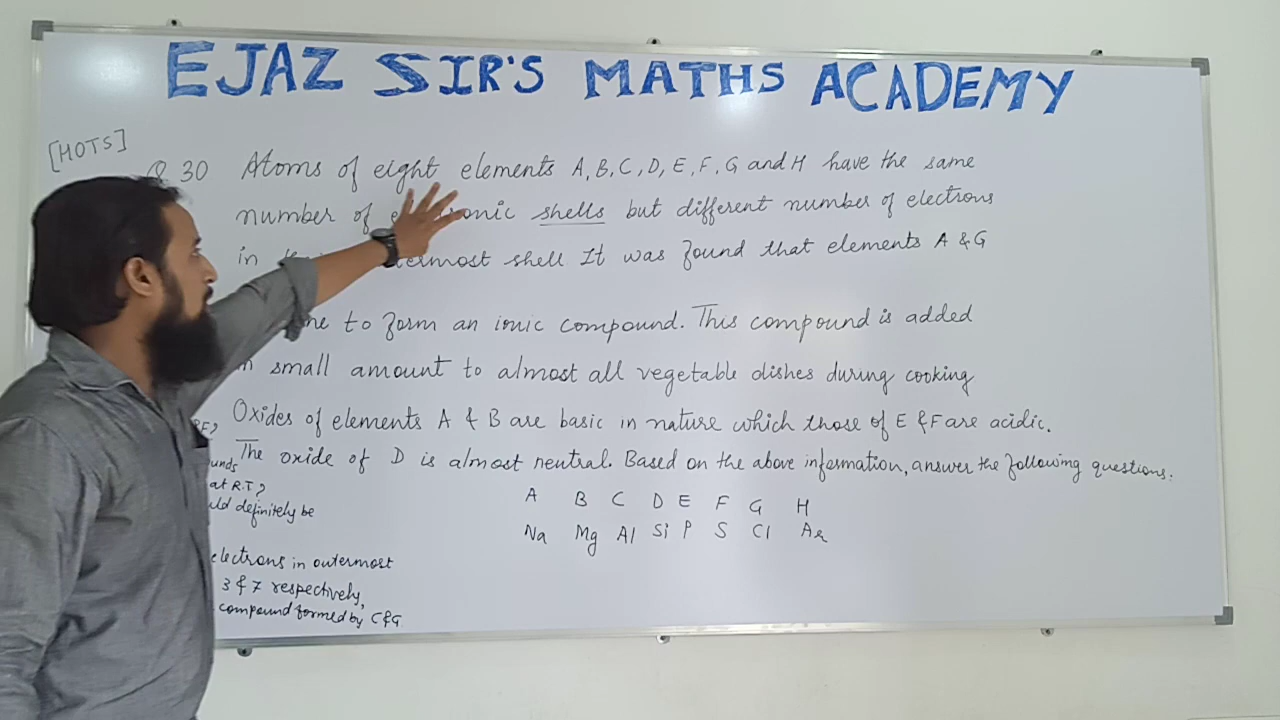 EJAZ SIR'S MATHS ACADEMY
[HOTS]
Q 30 Atoms of eight elements A, B, C, D, E, F, G and H have the same
number of electronic shells but different number of electrons
in outermost shell It was found that elements A & G
to form an ionic compound. This compound is added
small amount to almost all vegetable dishes during cooking
Oxides of elements A & B are basic in nature which those of E & F are acidic.
The oxide of D is almost neutral. Based on the above information, answer the following questions.
at R.T?
definitely be
electrons in outermost
3 & 7 respectively,
compound formed by C & G.
A B C D E F G H
Na Mg Al Si P S Cl Ar